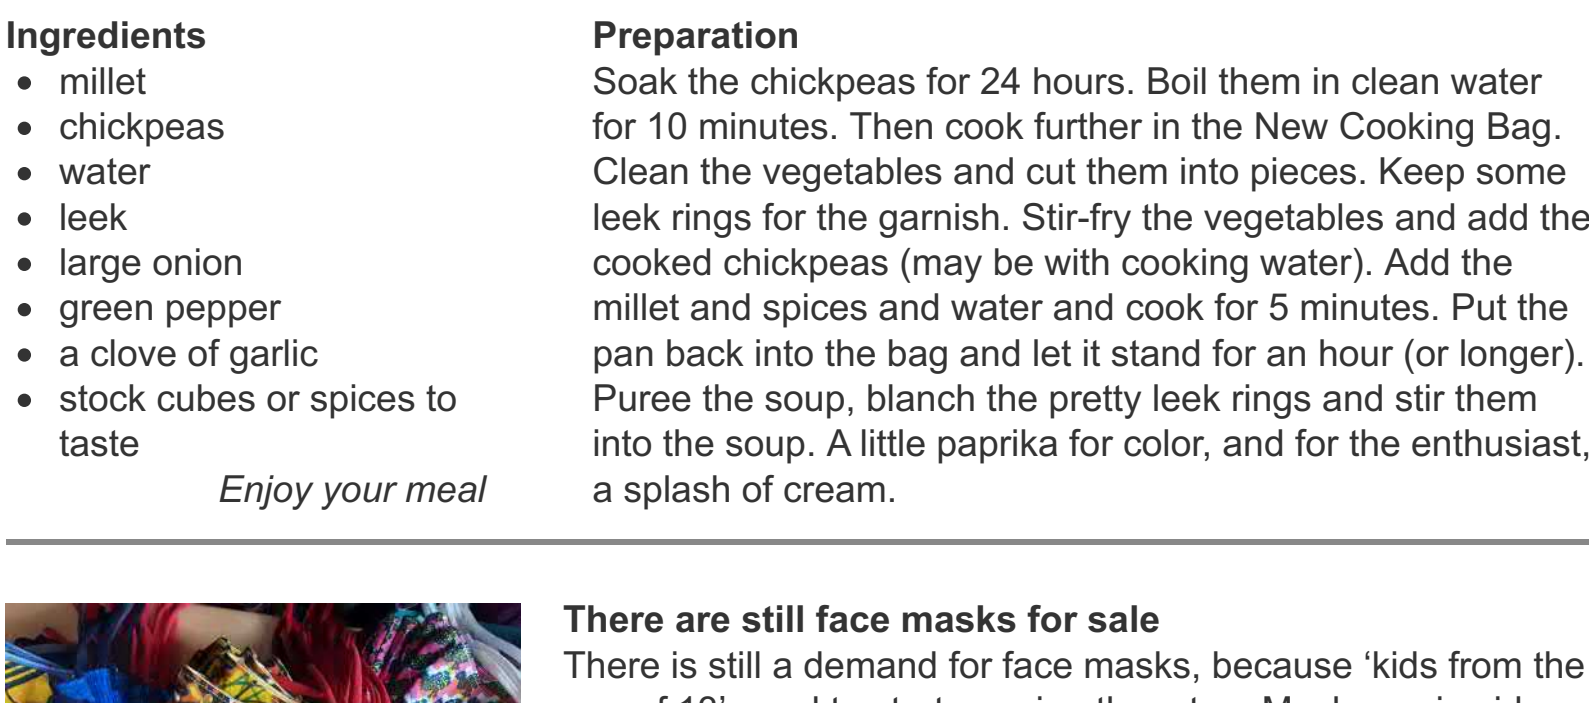 Ingredients
• millet
• chickpeas
• water
• leek
• large onion
• green pepper
• a clove of garlic
• stock cubes or spices to
taste
Enjoy your meal
Preparation
Soak the chickpeas for 24 hours. Boil them in clean water
for 10 minutes. Then cook further in the New Cooking Bag.
Clean the vegetables and cut them into pieces. Keep some
leek rings for the garnish. Stir-fry the vegetables and add the
cooked chickpeas (may be with cooking water). Add the
millet and spices and water and cook for 5 minutes. Put the
pan back into the bag and let it stand for an hour (or longer).
Puree the soup, blanch the pretty leek rings and stir them
into the soup. A little paprika for color, and for the enthusiast,
a splash of cream.
There are still face masks for sale
There is still a demand for face masks, because ‘kids from the